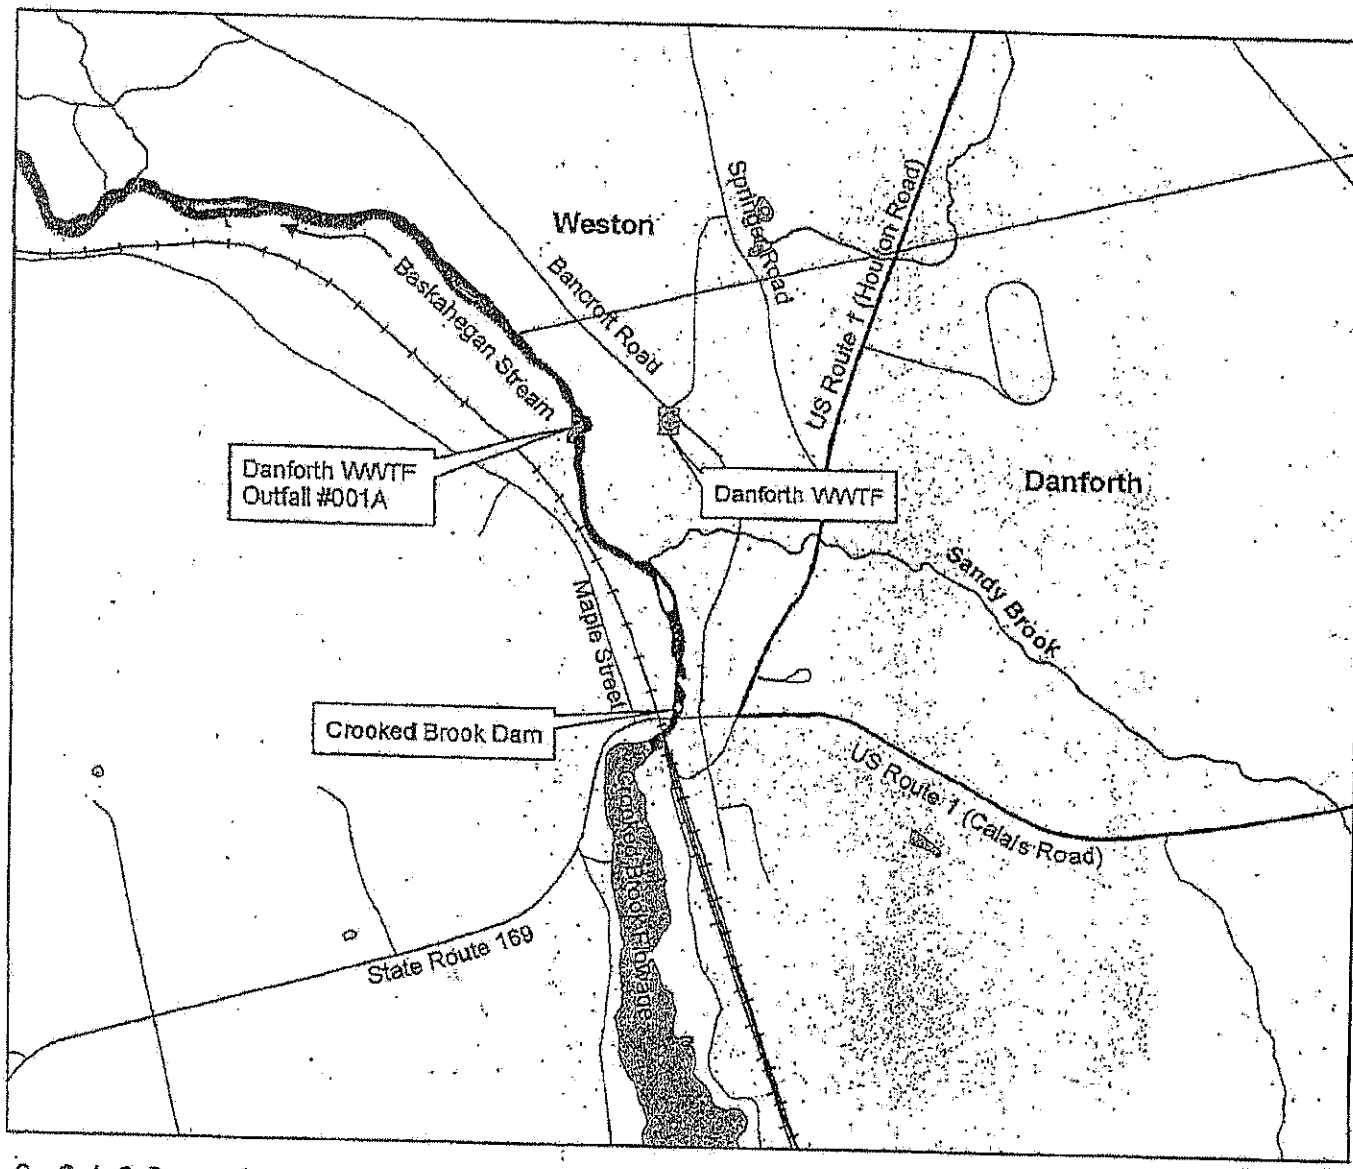 Weston
Springer Road
Bancroft Road
US Route 1 (Houlton Road)
Baskahegan Stream
Danforth WWTF
Outfall #001A
Danforth WWTF
Danforth
Sandy Brook
Maple Street
Crooked Brook Dam
US Route 1 (Calais Road)
Crooked Brook Flowage
State Route 169